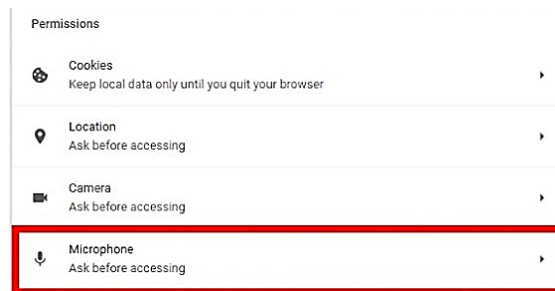 Permissions
Cookies
Keep local data only until you quit your browser
Location
Ask before accessing
Camera
Ask before accessing
Microphone
Ask before accessing